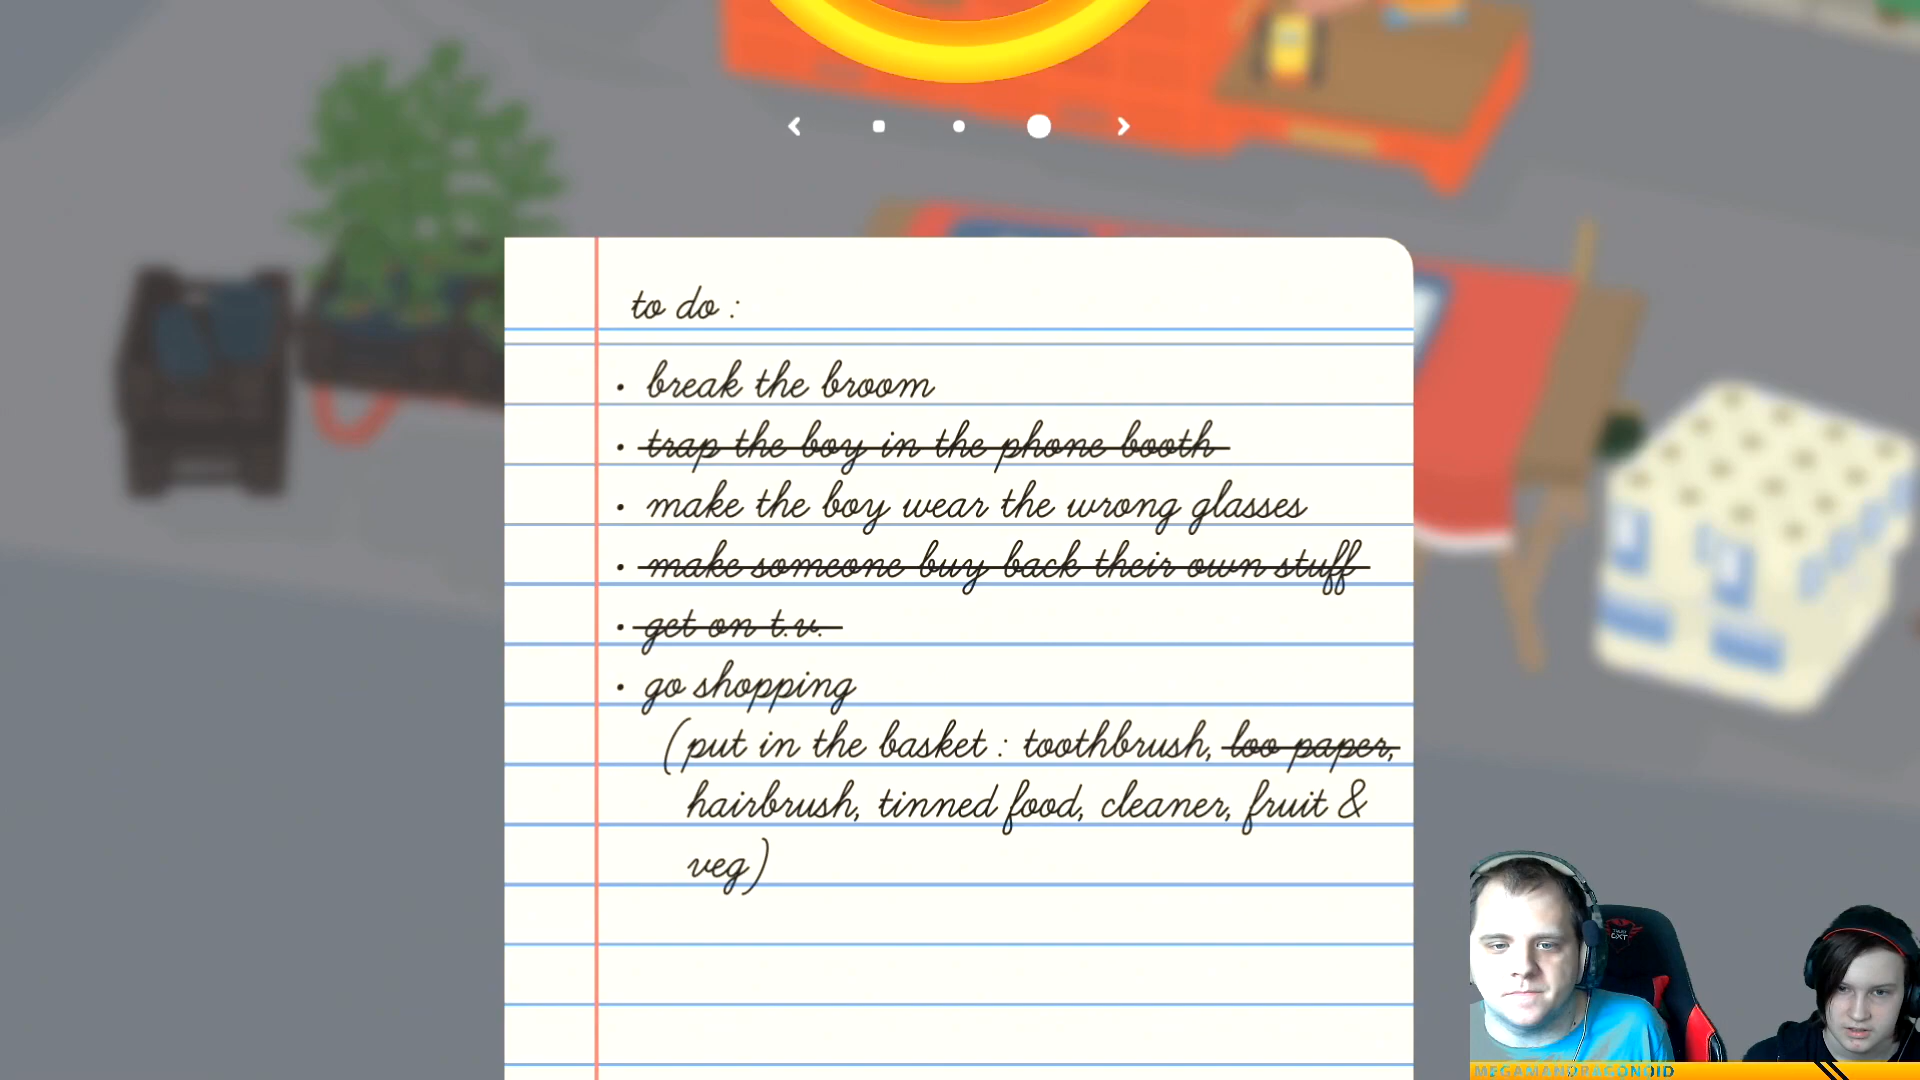 to do :
• break the broom
• trap the boy in the phone booth
• make the boy wear the wrong glasses
• make someone buy back their own stuff
• get on t.v.
• go shopping
(put in the basket : toothbrush, loo paper,
hairbrush, tinned food, cleaner, fruit &
veg)
MEGAMANDRAGONOID